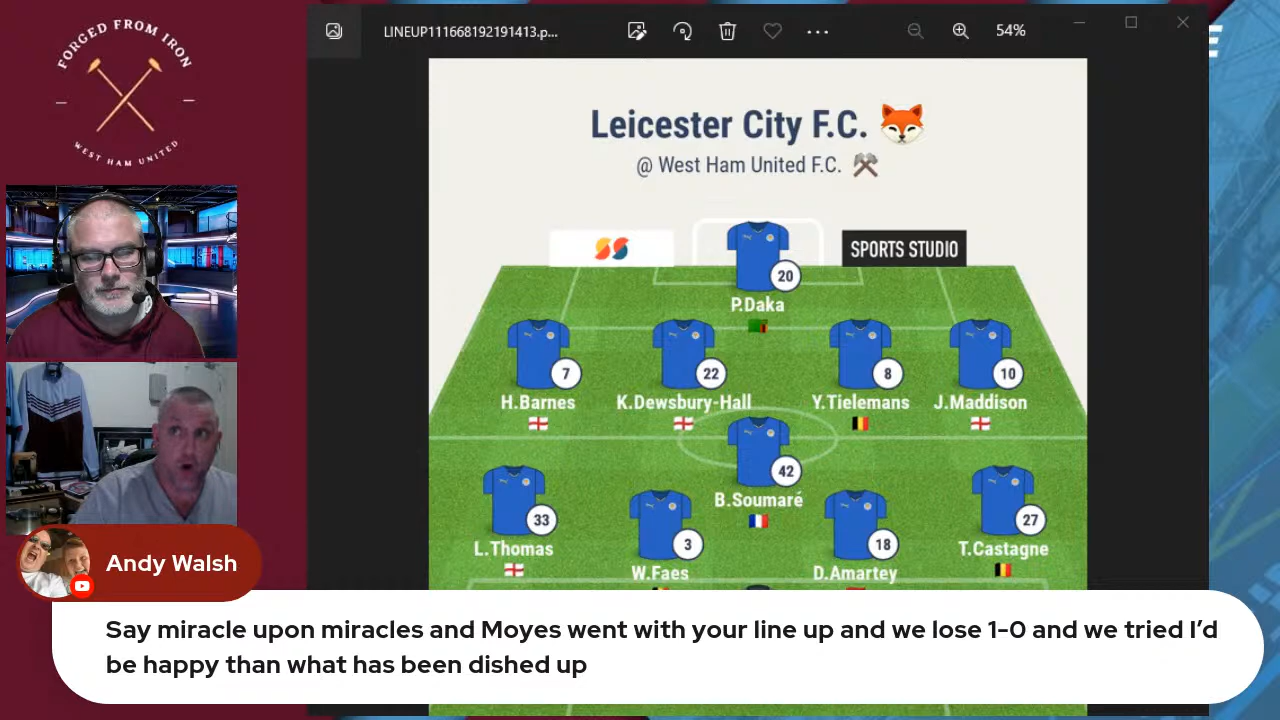 FORGED FROM IRON
WEST HAM UNITED
LINEUP111668192191413.p...
54%
Leicester City F.C.
@ West Ham United F.C.
SPORTS STUDIO
20
P.Daka
7
22
8
10
H.Barnes
K.Dewsbury-Hall
Y.Tielemans
J.Maddison
42
B.Soumaré
33
3
18
27
L.Thomas
W.Faes
D.Amartey
T.Castagne
Andy Walsh
Say miracle upon miracles and Moyes went with your line up and we lose 1-0 and we tried I'd
be happy than what has been dished up